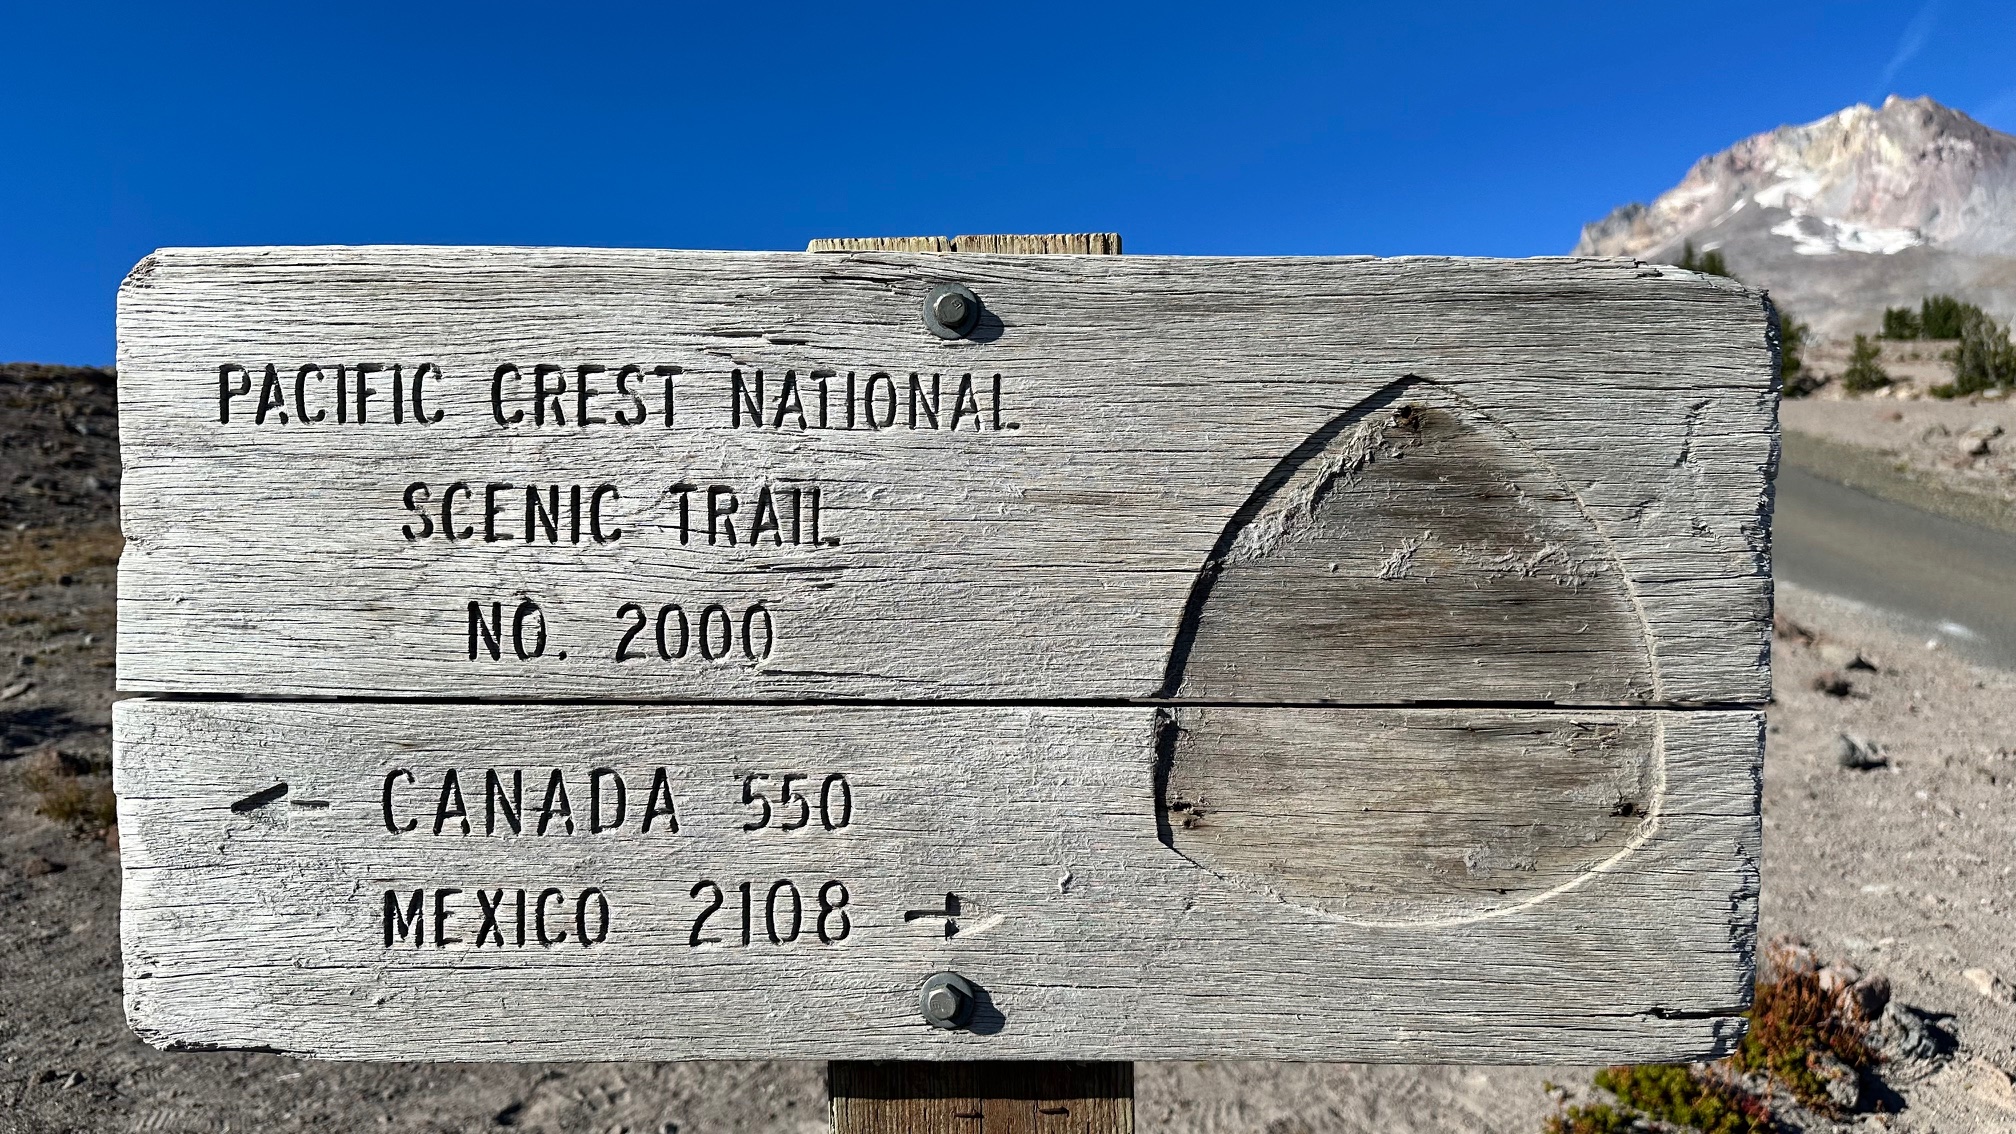 PACIFIC CREST NATIONAL
SCENIC TRAIL
NO. 2000
← CANADA 550
MEXICO 2108 →